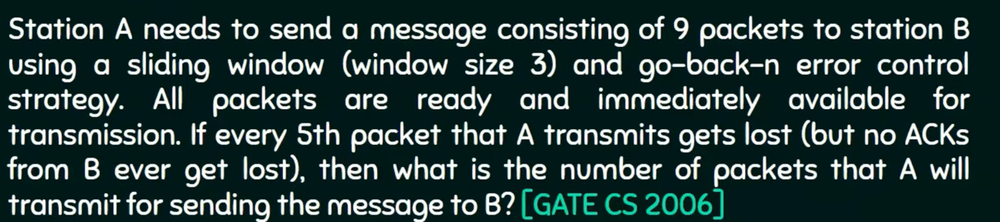 Station A needs to send a message consisting of 9 packets to station B
using a sliding window (window size 3) and go-back-n error control
strategy. All packets are ready and immediately available for
transmission. If every 5th packet that A transmits gets lost (but no ACKs
from B ever get lost), then what is the number of packets that A will
transmit for sending the message to B? [GATE CS 2006]